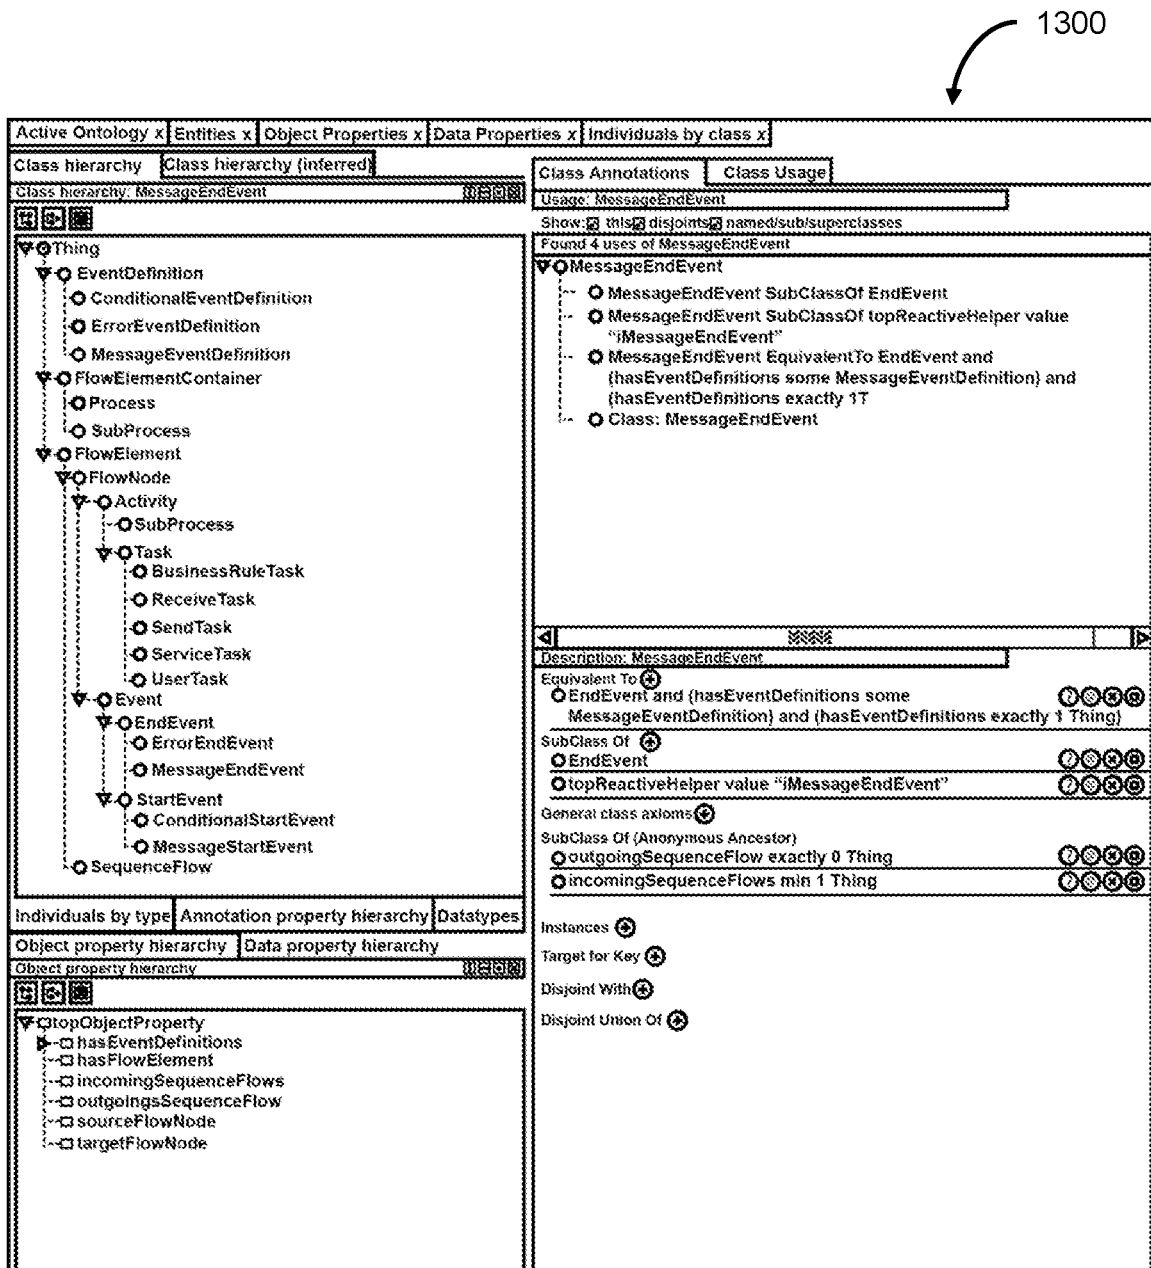 1300
Active Ontology x Entities x Object Properties x Data Properties x Individuals by class x
Class hierarchy Class hierarchy (inferred)
Class hierarchy: MessageEndEvent
Thing
EventDefinition
ConditionalEventDefinition
ErrorEventDefinition
MessageEventDefinition
FlowElementContainer
Process
SubProcess
FlowElement
FlowNode
Activity
SubProcess
Task
BusinessRuleTask
ReceiveTask
SendTask
ServiceTask
UserTask
Event
EndEvent
ErrorEndEvent
MessageEndEvent
StartEvent
ConditionalStartEvent
MessageStartEvent
SequenceFlow
Individuals by type Annotation property hierarchy Datatypes
Object property hierarchy Data property hierarchy
Object property hierarchy
topObjectProperty
hasEventDefinitions
hasFlowElement
incomingSequenceFlows
outgoingsSequenceFlow
sourceFlowNode
targetFlowNode
Class Annotations Class Usage
Usage: MessageEndEvent
Show: this disjoints named/sub/superclasses
Found 4 uses of MessageEndEvent
MessageEndEvent
MessageEndEvent SubClassOf EndEvent
MessageEndEvent SubClassOf topReactiveHelper value
“iMessageEndEvent”
MessageEndEvent EquivalentTo EndEvent and
(hasEventDefinitions some MessageEventDefinition) and
(hasEventDefinitions exactly 1T
Class: MessageEndEvent
Description: MessageEndEvent
Equivalent To
EndEvent and (hasEventDefinitions some
MessageEventDefinition) and (hasEventDefinitions exactly 1 Thing)
SubClass Of
EndEvent
topReactiveHelper value “iMessageEndEvent”
General class axioms
SubClass Of (Anonymous Ancestor)
outgoingSequenceFlow exactly 0 Thing
incomingSequenceFlows min 1 Thing
Instances
Target for Key
Disjoint With
Disjoint Union Of